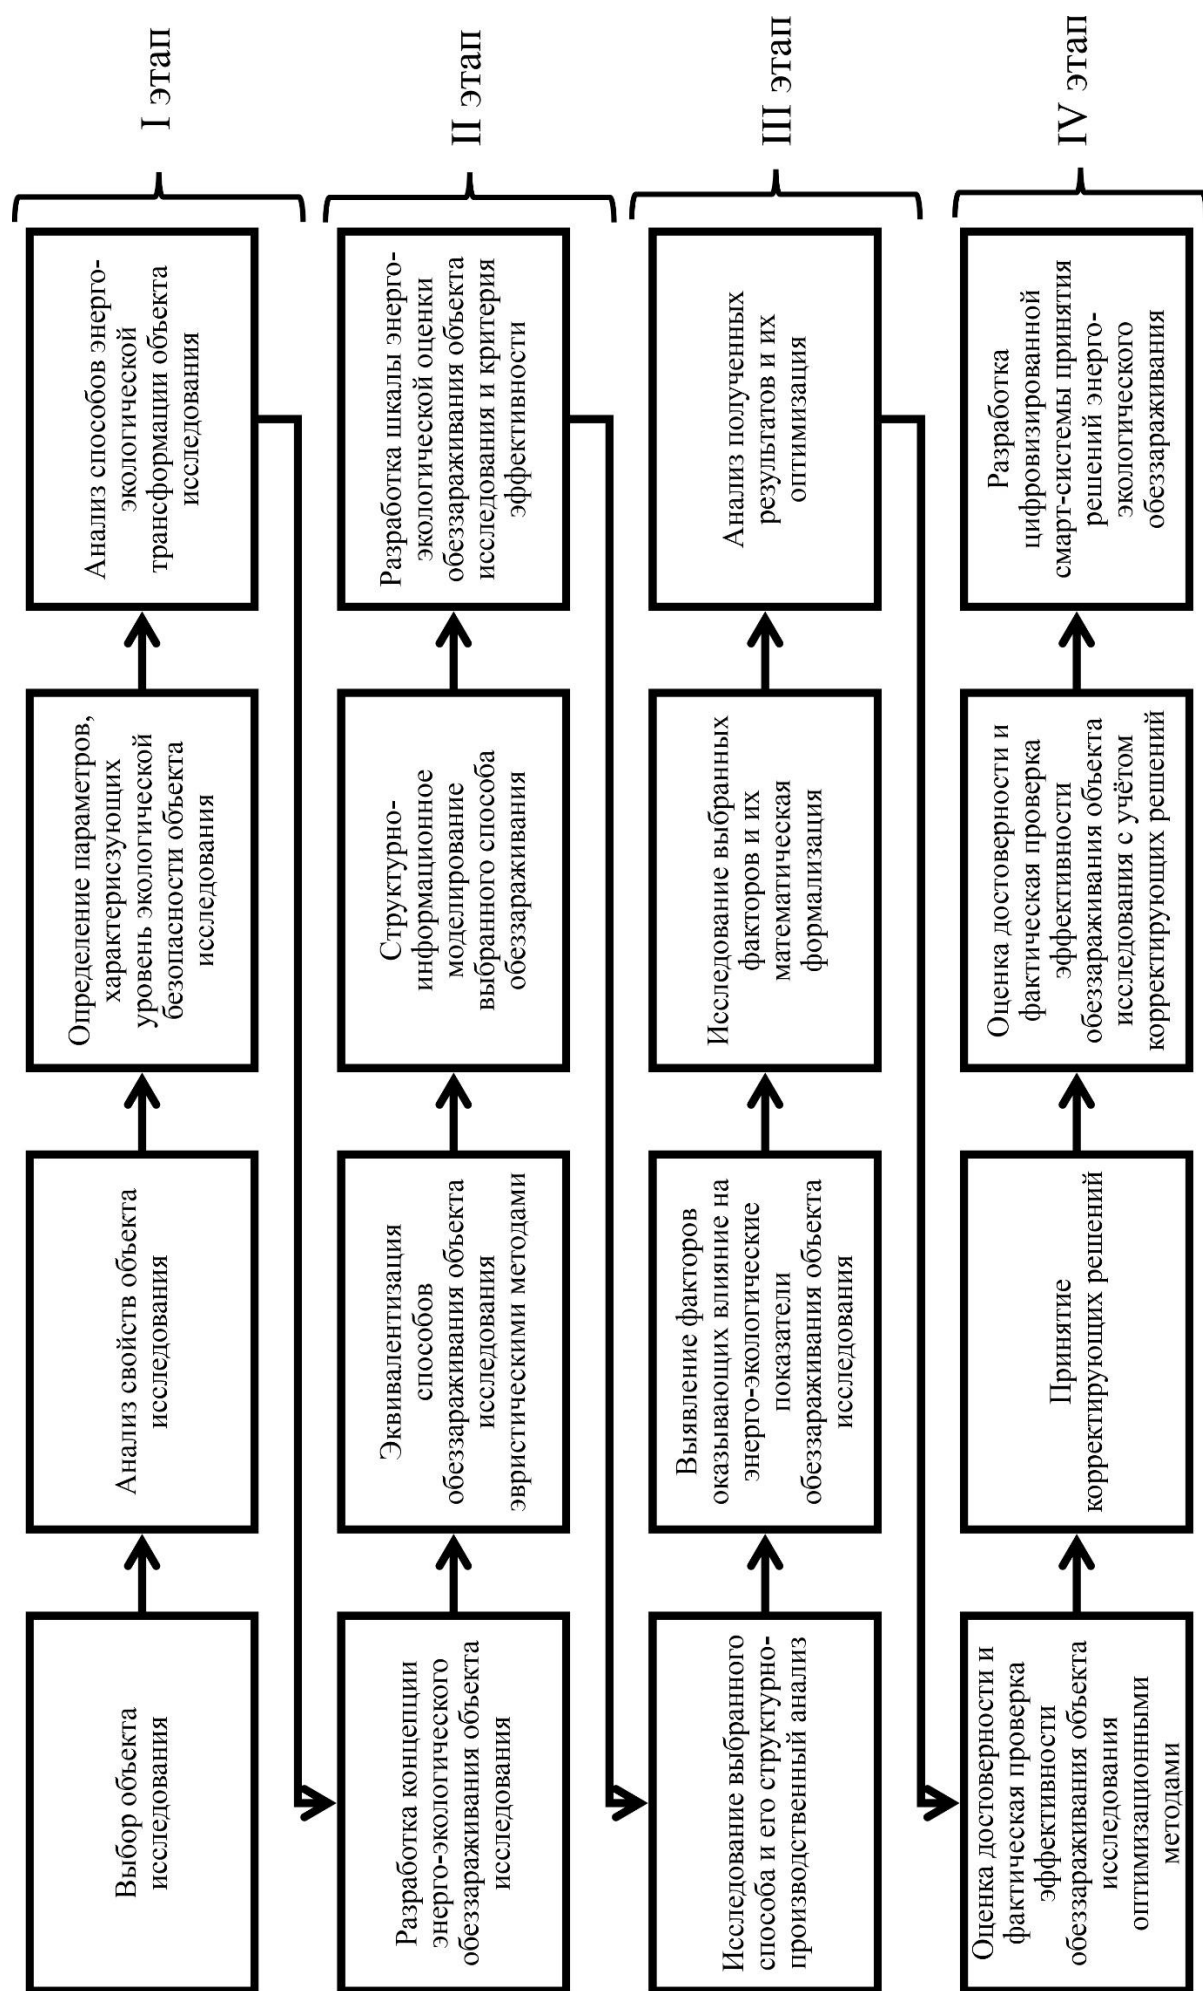 Выбор объекта
исследования
Анализ свойств объекта
исследования
Определение параметров,
характеризующих
уровень экологической
безопасности объекта
исследования
Анализ способов энерго-
экологической
трансформации объекта
исследования
I этап
Разработка концепции
энерго-экологического
обеззараживания объекта
исследования
Эквивалентизация
способов
обеззараживания объекта
исследования
эвристическими методами
Структурно-
информационное
моделирование
выбранного способа
обеззараживания
Разработка шкалы энерго-
экологической оценки
обеззараживания объекта
исследования и критерия
эффективности
II этап
Исследование выбранного
способа и его структурно-
производственный анализ
Выявление факторов
оказывающих влияние на
энерго-экологические
показатели
обеззараживания объекта
исследования
Исследование выбранных
факторов и их
математическая
формализация
Анализ полученных
результатов и их
оптимизация
III этап
Оценка достоверности и
фактическая проверка
эффективности
обеззараживания объекта
исследования
оптимизационными
методами
Принятие
корректирующих решений
Оценка достоверности и
фактическая проверка
эффективности
обеззараживания объекта
исследования с учётом
корректирующих решений
Разработка
цифровизированной
смарт-системы принятия
решений энерго-
экологического
обеззараживания
IV этап